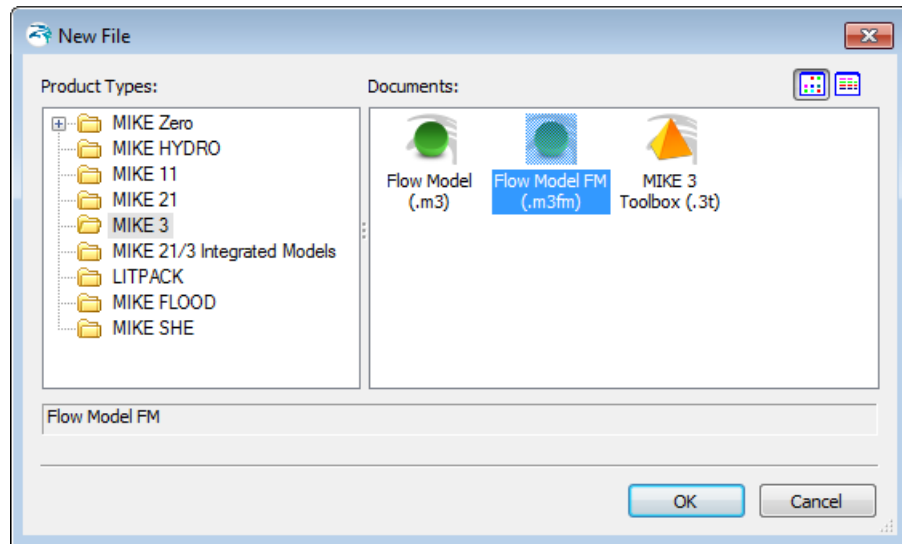 New File
Product Types:
Documents:
MIKE Zero
MIKE HYDRO
MIKE 11
MIKE 21
MIKE 3
MIKE 21/3 Integrated Models
LITPACK
MIKE FLOOD
MIKE SHE
Flow Model
(.m3)
Flow Model FM
(.m3fm)
MIKE 3
Toolbox (.3t)
Flow Model FM
OK
Cancel